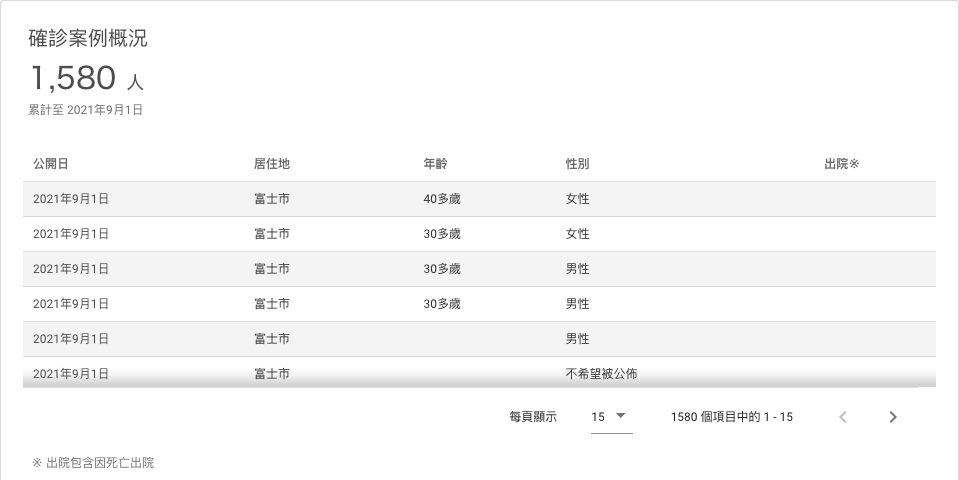 確診案例概況
1,580 人
累計至 2021年9月1日
公開日 居住地 年齡 性別 出院※
2021年9月1日 富士市 40多歲 女性
2021年9月1日 富士市 30多歲 女性
2021年9月1日 富士市 30多歲 男性
2021年9月1日 富士市 30多歲 男性
2021年9月1日 富士市 男性
2021年9月1日 富士市 不希望被公佈
每頁顯示 15 1580 個項目中的 1 - 15
※ 出院包含因死亡出院